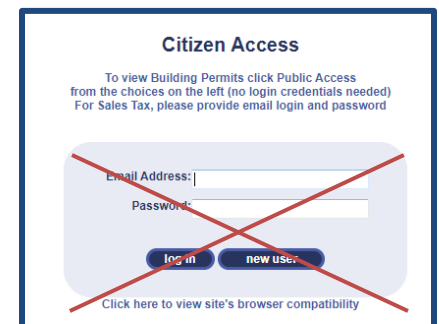 Citizen Access
To view Building Permits click Public Access
from the choices on the left (no login credentials needed)
For Sales Tax, please provide email login and password
Email Address:
Password:
log in new user
Click here to view site's browser compatibility